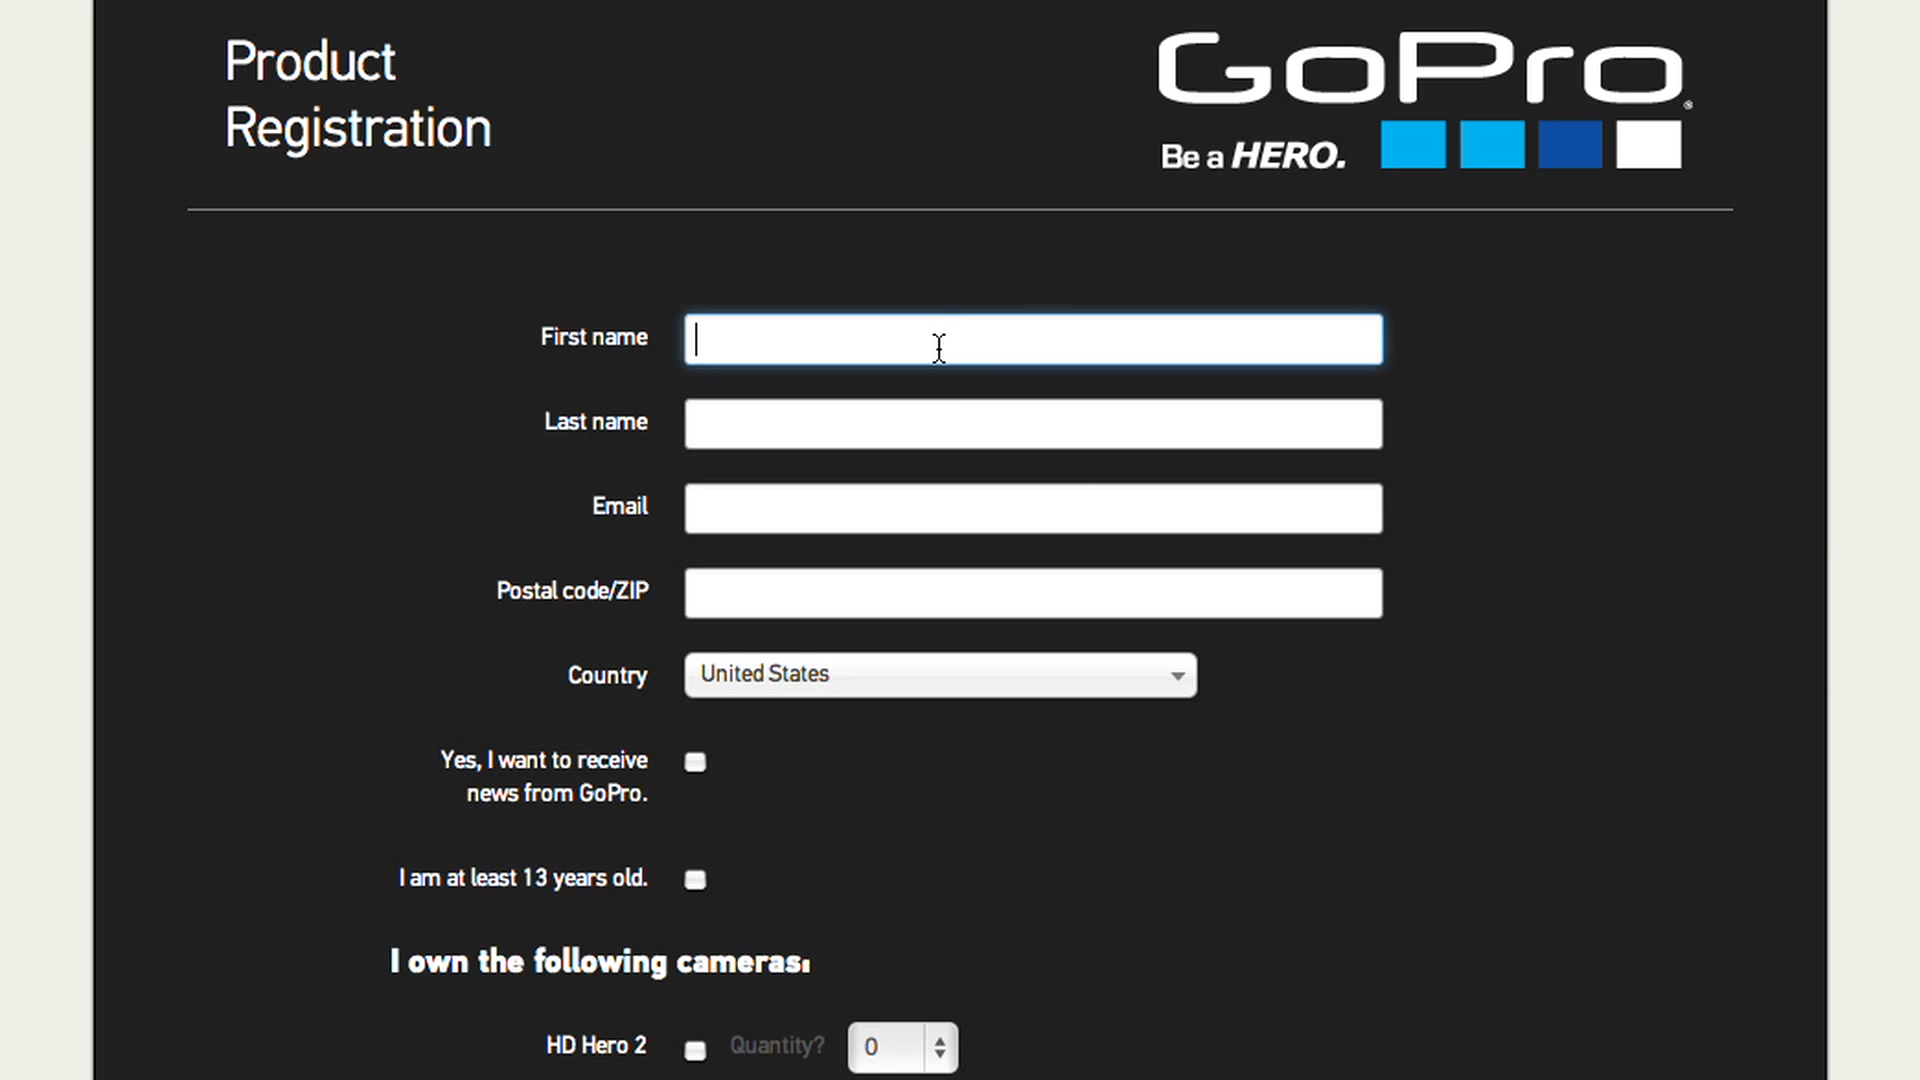 Product
Registration
GoPro®
Be a HERO.
First name
Last name
Email
Postal code/ZIP
Country
United States
Yes, I want to receive
news from GoPro.
I am at least 13 years old.
I own the following cameras:
HD Hero 2 Quantity? 0